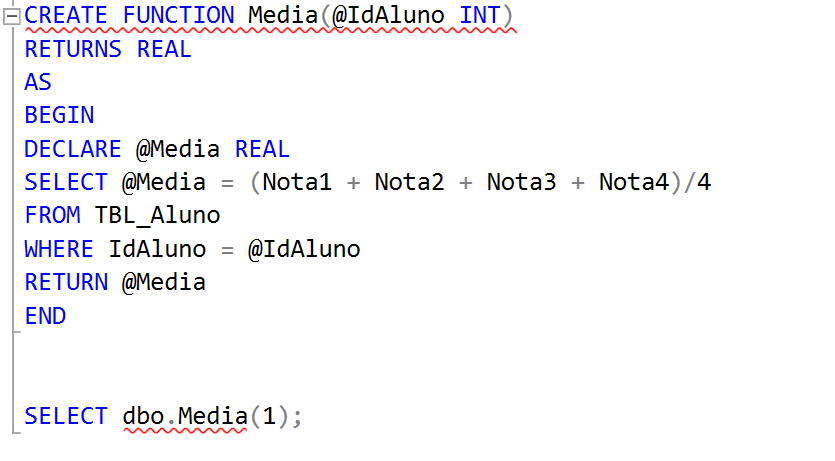 CREATE FUNCTION Media(@IdAluno INT)
RETURNS REAL
AS
BEGIN
DECLARE @Media REAL
SELECT @Media = (Nota1 + Nota2 + Nota3 + Nota4)/4
FROM TBL_Aluno
WHERE IdAluno = @IdAluno
RETURN @Media
END
SELECT dbo.Media(1);